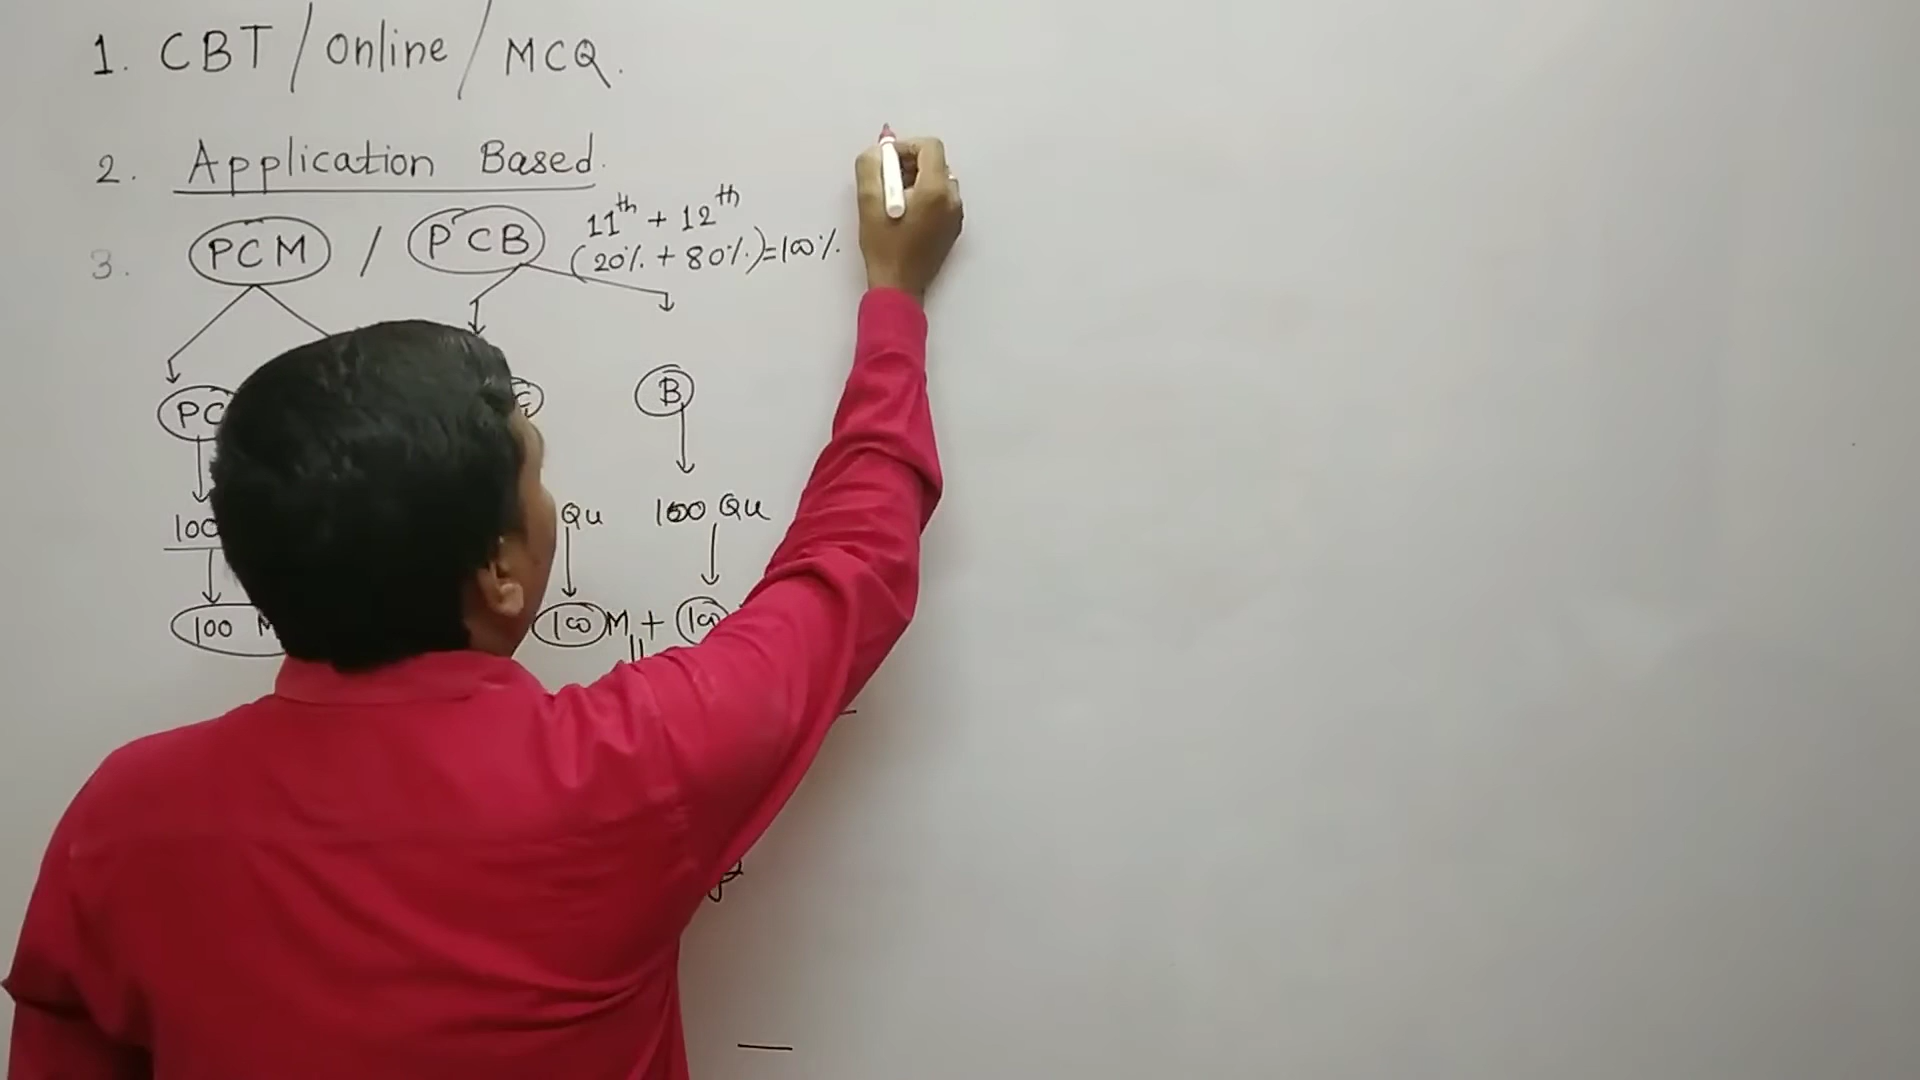 1. CBT / Online / MCQ.
2. Application Based.
11th + 12th
3. PCM / PCB (20% + 80%) = 100%.
PC B
100 Qu 100 Qu
100 M 100 M + 100